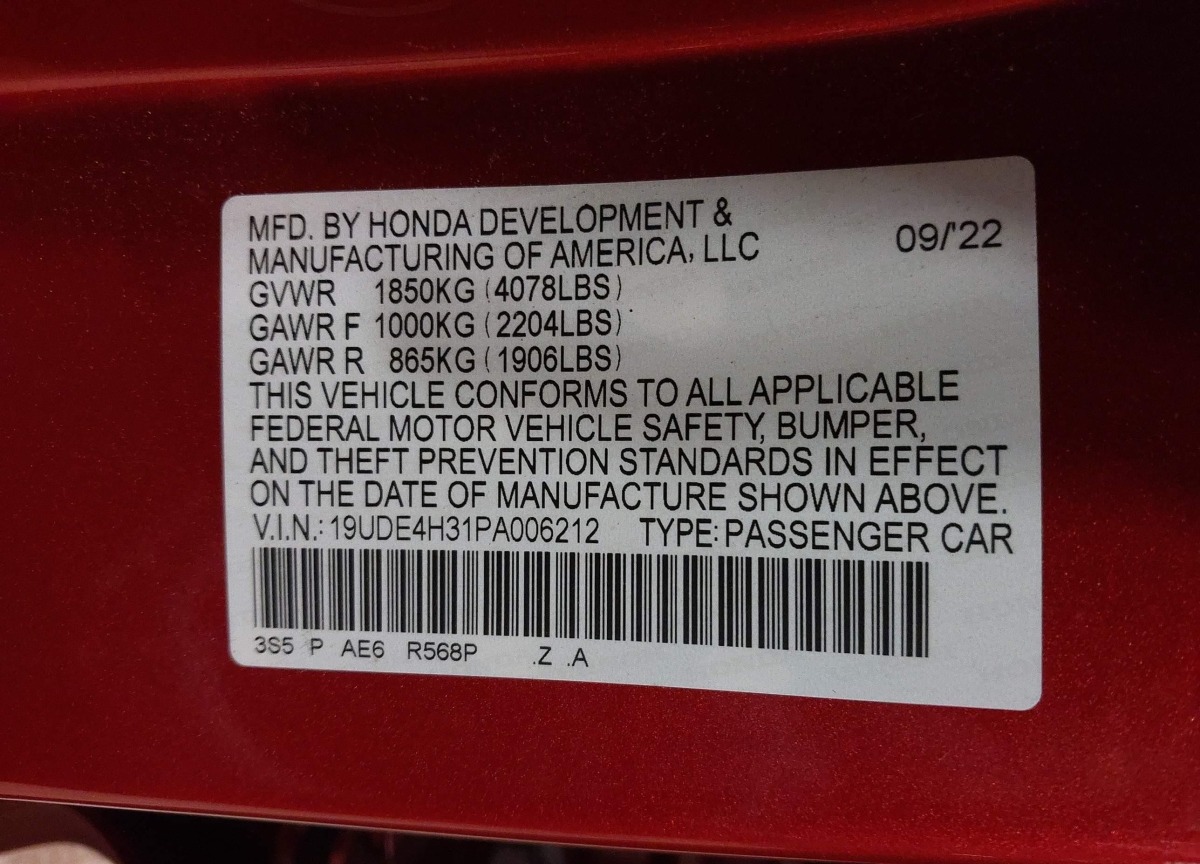 MFD. BY HONDA DEVELOPMENT &
MANUFACTURING OF AMERICA, LLC
09/'22
GVWR 1850KG (4078LBS)
GAWR F 1000KG (2204LBS)
GAWR R 865KG (1906LBS)
THIS VEHICLE CONFORMS TO ALL APPLICABLE
FEDERAL MOTOR VEHICLE SAFETY, BUMPER,
AND THEFT PREVENTION STANDARDS IN EFFECT
ON THE DATE OF MANUFACTURE SHOWN ABOVE.
V.I.N.: 19UDE4H31PA006212 TYPE: PASSENGER CAR
3S5 P AE6 R568P .Z .A